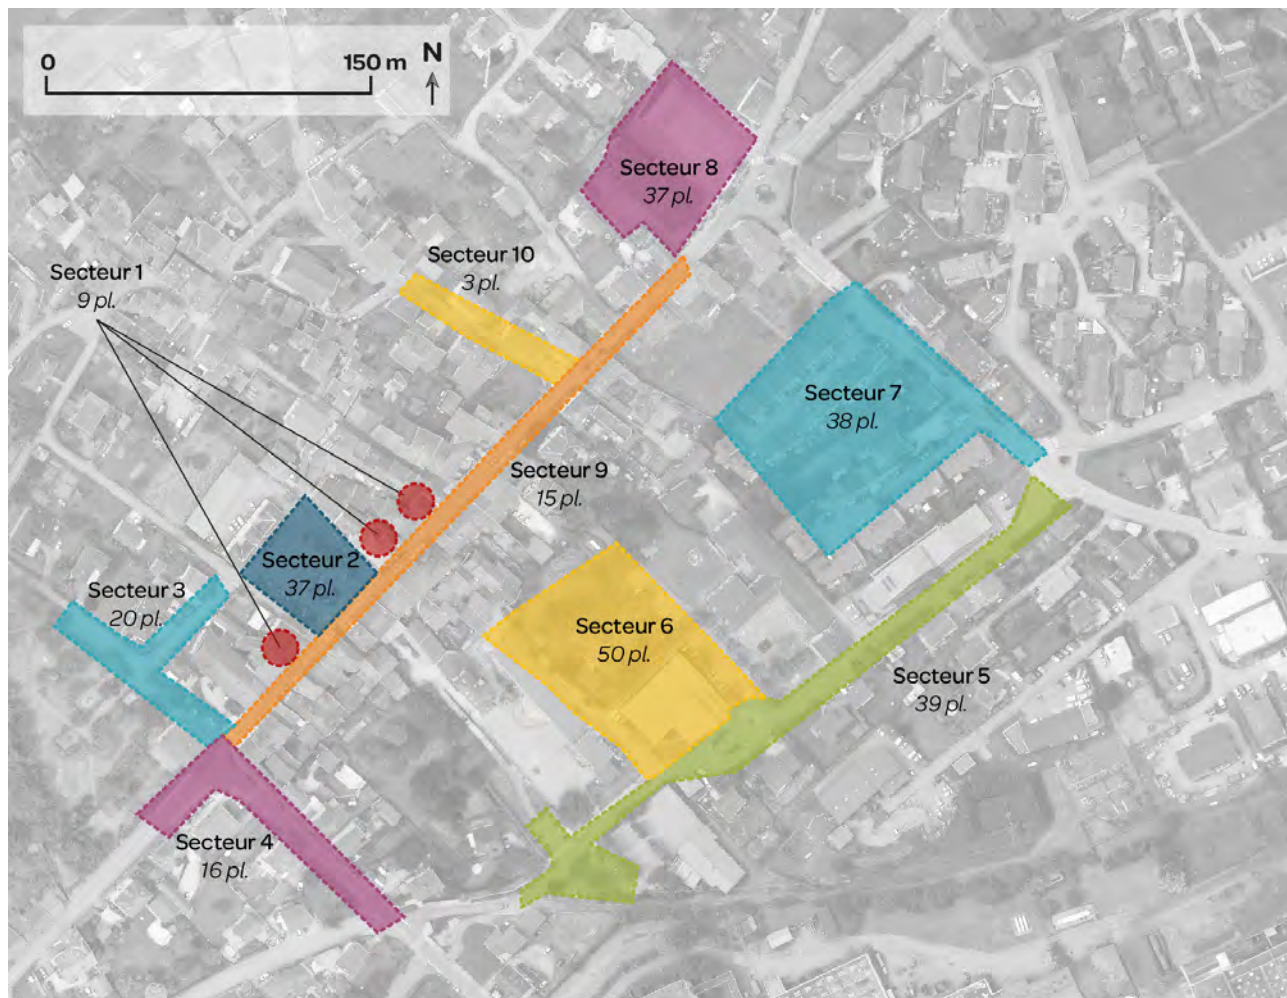 0 150 m N
Secteur 8
37 pl.
Secteur 10
3 pl.
Secteur 1
9 pl.
Secteur 7
38 pl.
Secteur 9
15 pl.
Secteur 2
37 pl.
Secteur 3
20 pl.
Secteur 6
50 pl.
Secteur 5
39 pl.
Secteur 4
16 pl.